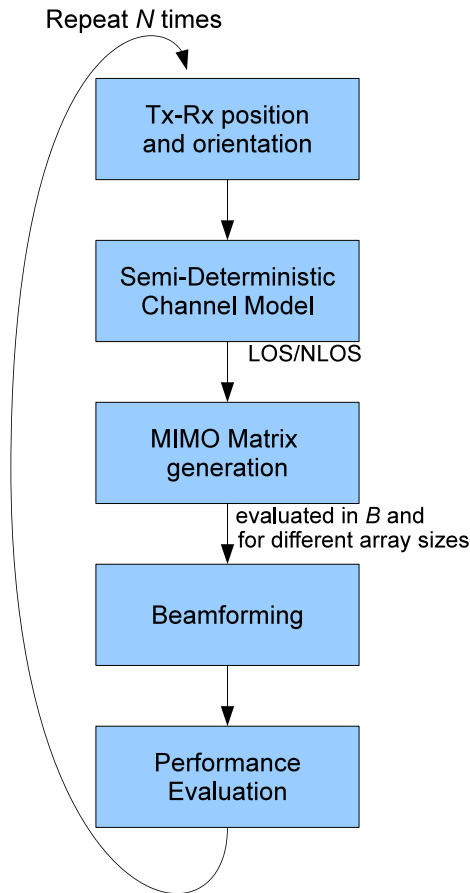 Repeat N times
Tx-Rx position
and orientation
Semi-Deterministic
Channel Model
LOS/NLOS
MIMO Matrix
generation
evaluated in B and
for different array sizes
Beamforming
Performance
Evaluation